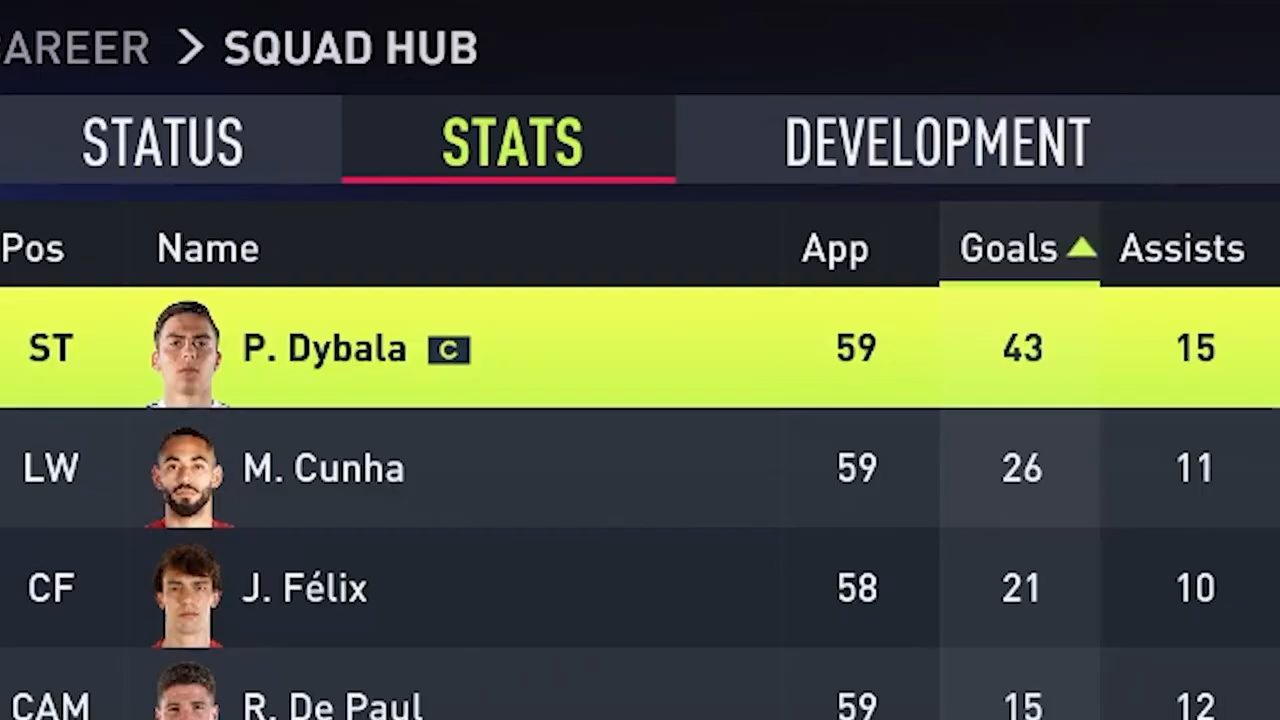 CAREER > SQUAD HUB
STATUS STATS DEVELOPMENT
Pos Name App Goals Assists
ST P. Dybala C 59 43 15
LW M. Cunha 59 26 11
CF J. Félix 58 21 10
CAM R. De Paul 59 15 12